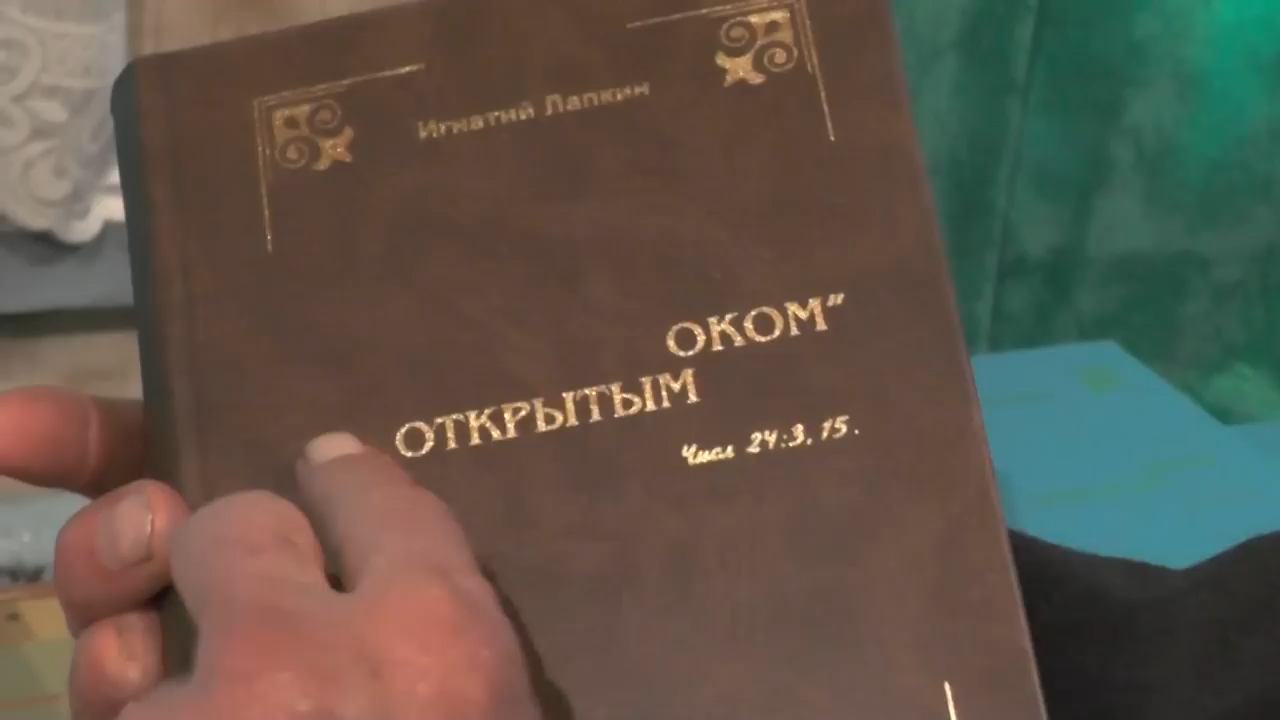 Игнатий Лапкин
ОТКРЫТЫМ
ОКОМ"
Числ 24:3, 15.